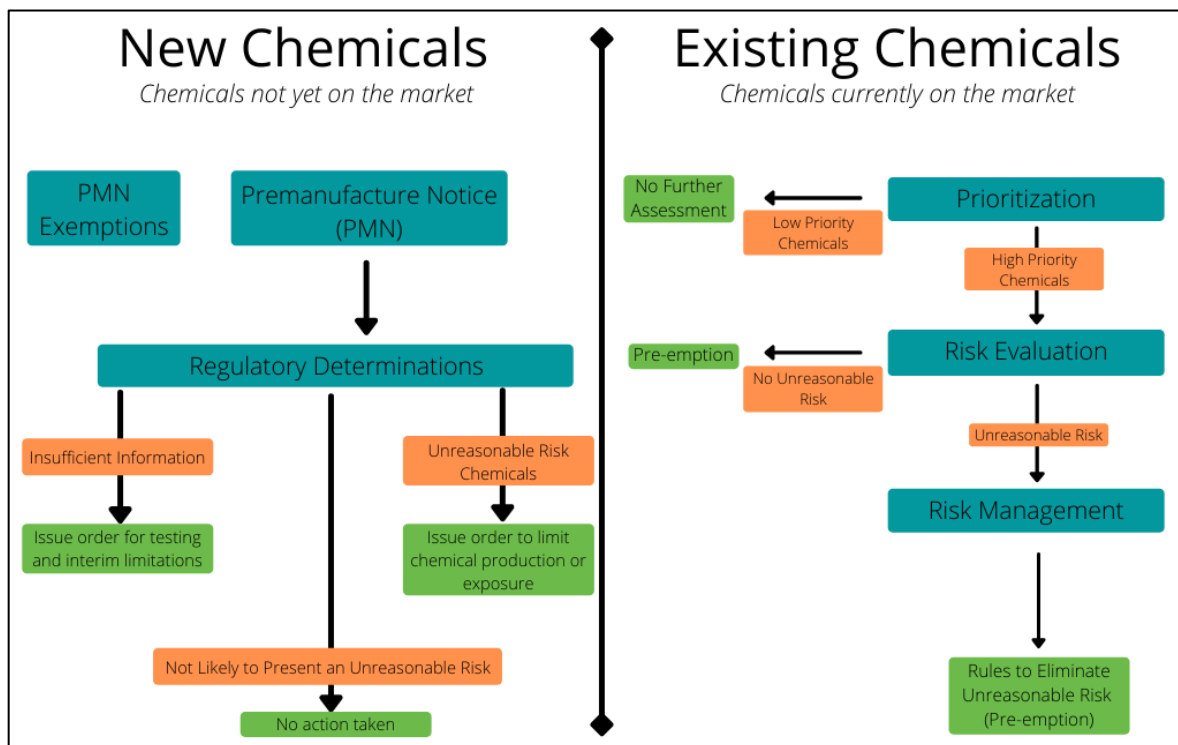 New Chemicals
Chemicals not yet on the market
PMN
Exemptions
Premanufacture Notice
(PMN)
Regulatory Determinations
Insufficient Information
Unreasonable Risk
Chemicals
Issue order for testing
and interim limitations
Issue order to limit
chemical production or
exposure
Not Likely to Present an Unreasonable Risk
No action taken
Existing Chemicals
Chemicals currently on the market
No Further
Assessment
Prioritization
Low Priority
Chemicals
High Priority
Chemicals
Pre-emption
Risk Evaluation
No Unreasonable
Risk
Unreasonable Risk
Risk Management
Rules to Eliminate
Unreasonable Risk
(Pre-emption)